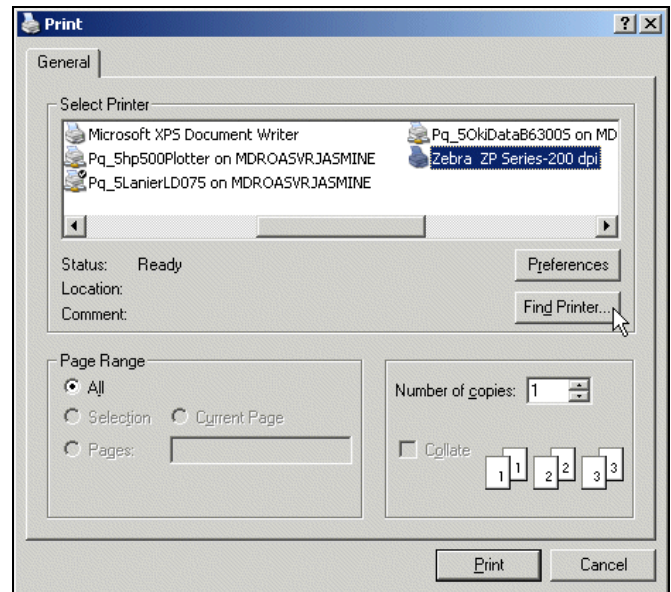 Print
General
Select Printer
Microsoft XPS Document Writer
Pq_5hp500Plotter on MDROASVRJASMINE
Pq_5LanierLD075 on MDROASVRJASMINE
Pq_5OkiDataB6300S on MD
Zebra ZP Series-200 dpi
Status: Ready
Location:
Comment:
Preferences
Find Printer...
Page Range
All
Selection Current Page
Pages:
Number of copies: 1
Collate
1 1 2 2 3 3
Print Cancel